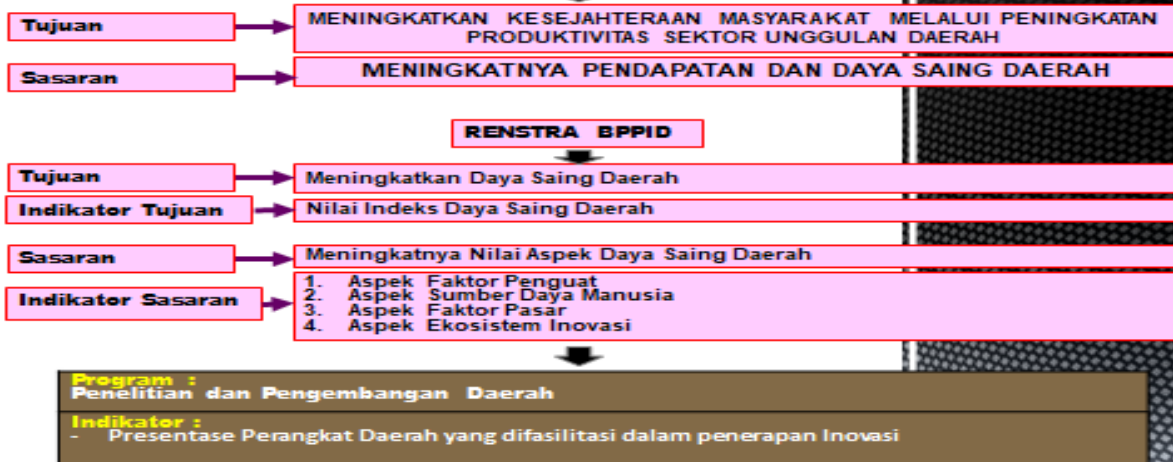 Tujuan
MENINGKATKAN KESEJAHTERAAN MASYARAKAT MELALUI PENINGKATAN
PRODUKTIVITAS SEKTOR UNGGULAN DAERAH
Sasaran
MENINGKATNYA PENDAPATAN DAN DAYA SAING DAERAH
RENSTRA BPPID
Tujuan
Meningkatkan Daya Saing Daerah
Indikator Tujuan
Nilai Indeks Daya Saing Daerah
Sasaran
Meningkatnya Nilai Aspek Daya Saing Daerah
Indikator Sasaran
1. Aspek Faktor Penguat
2. Aspek Sumber Daya Manusia
3. Aspek Faktor Pasar
4. Aspek Ekosistem Inovasi
Program :
Penelitian dan Pengembangan Daerah
Indikator :
- Presentase Perangkat Daerah yang difasilitasi dalam penerapan Inovasi